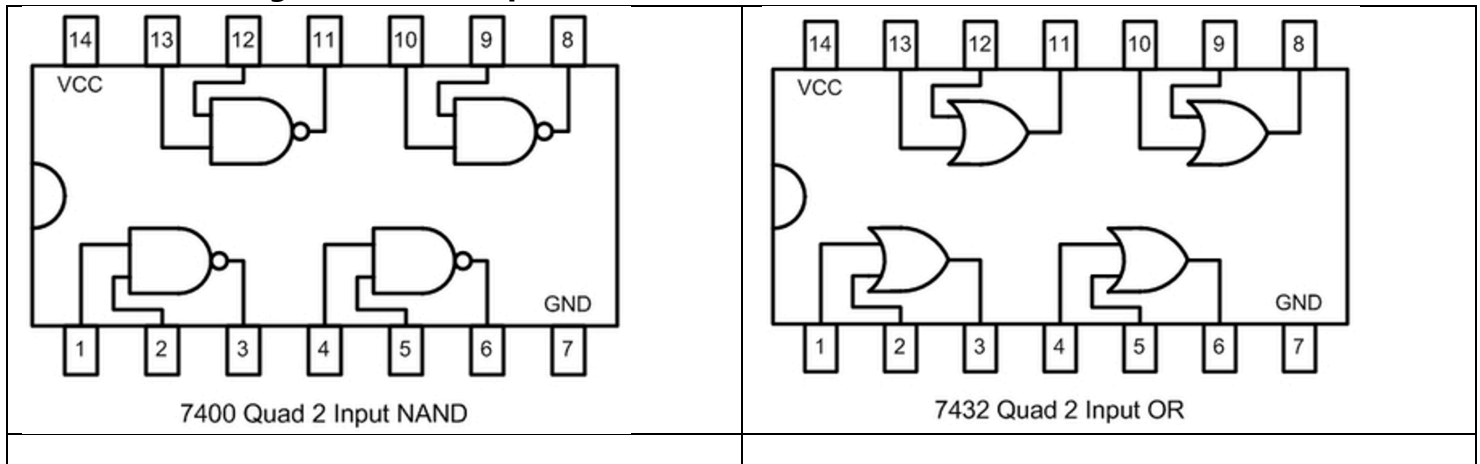 14 13 12 11 10 9 8
VCC
GND
1 2 3 4 5 6 7
7400 Quad 2 Input NAND
14 13 12 11 10 9 8
VCC
GND
1 2 3 4 5 6 7
7432 Quad 2 Input OR